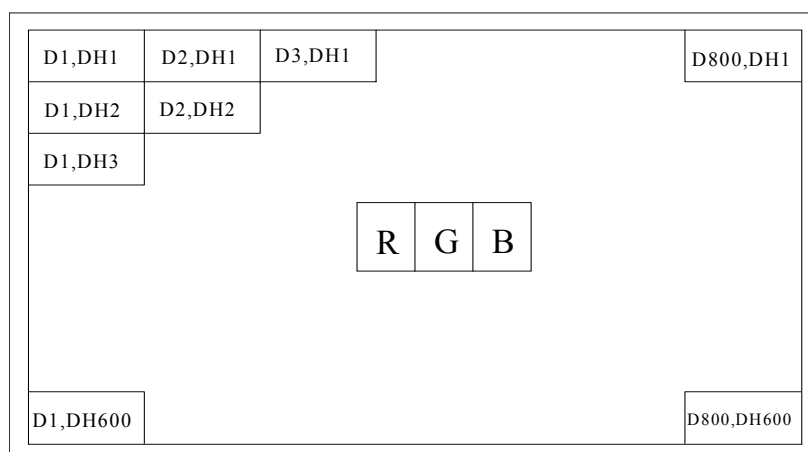 D1,DH1 D2,DH1 D3,DH1 D800,DH1
D1,DH2 D2,DH2
D1,DH3
R G B
D1,DH600 D800,DH600